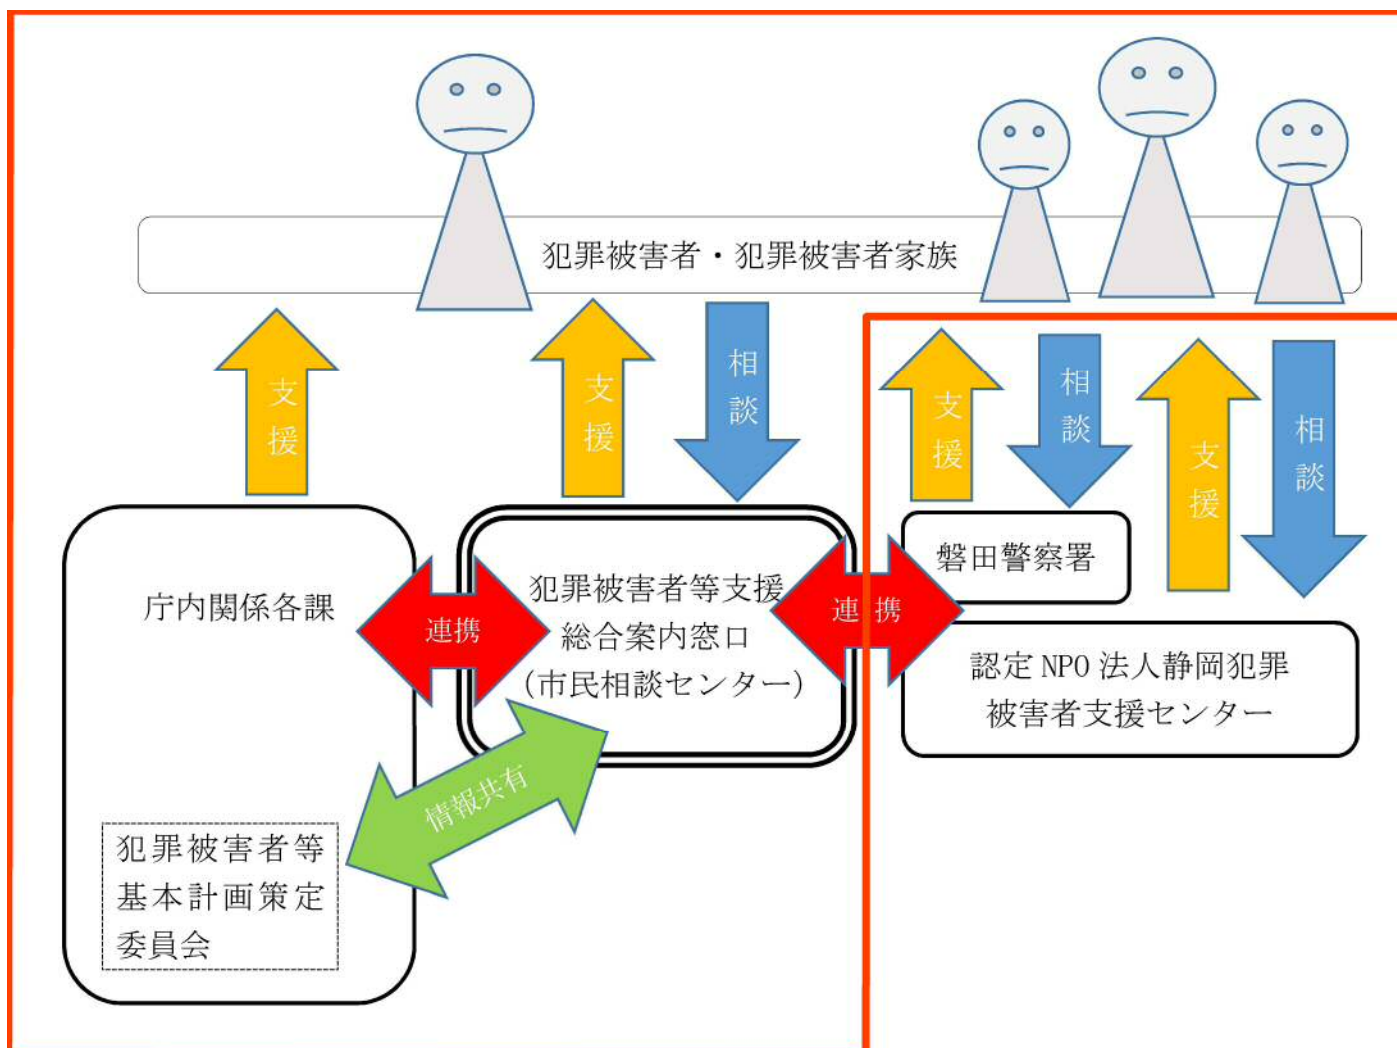 犯罪被害者・犯罪被害者家族
支援
支援
相談
支援
相談
支援
相談
庁内関係各課
連携
犯罪被害者等支援
総合案内窓口
(市民相談センター)
連携
磐田警察署
認定 NPO 法人静岡犯罪
被害者支援センター
情報共有
犯罪被害者等
基本計画策定
委員会